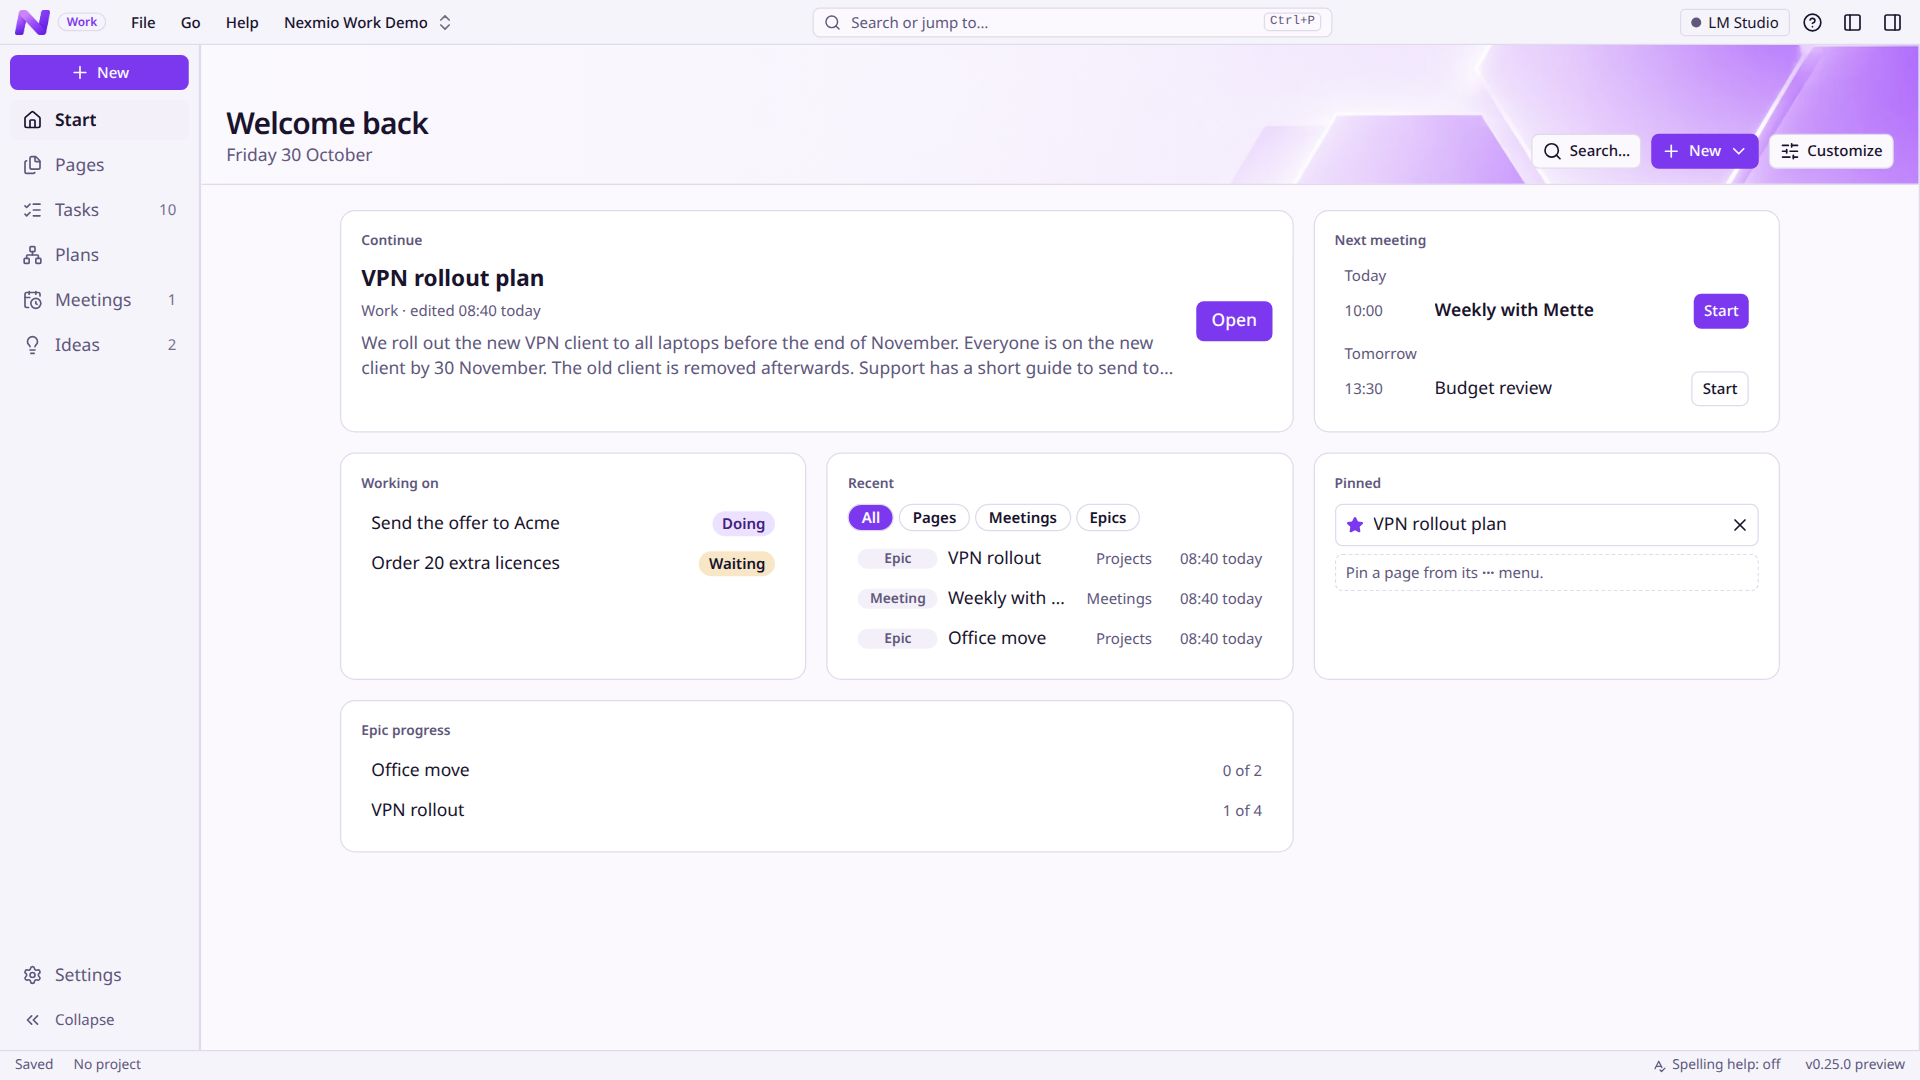 Work
File
Go
Help
Nexmio Work Demo
Search or jump to...
Ctrl+P
LM Studio
New
Start
Pages
Tasks 10
Plans
Meetings 1
Ideas 2
Settings
Collapse
Welcome back
Friday 30 October
Search...
New
Customize
Continue
VPN rollout plan
Work · edited 08:40 today
We roll out the new VPN client to all laptops before the end of November. Everyone is on the new
client by 30 November. The old client is removed afterwards. Support has a short guide to send to...
Open
Next meeting
Today
10:00 Weekly with Mette Start
Tomorrow
13:30 Budget review Start
Working on
Send the offer to Acme Doing
Order 20 extra licences Waiting
Recent
All Pages Meetings Epics
Epic VPN rollout Projects 08:40 today
Meeting Weekly with ... Meetings 08:40 today
Epic Office move Projects 08:40 today
Pinned
VPN rollout plan
Pin a page from its ··· menu.
Epic progress
Office move 0 of 2
VPN rollout 1 of 4
Saved
No project
Spelling help: off
v0.25.0 preview